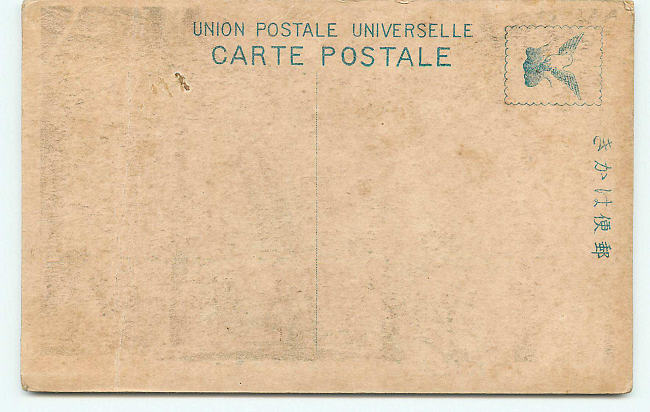 UNION POSTALE UNIVERSELLE
CARTE POSTALE
郵便はかき